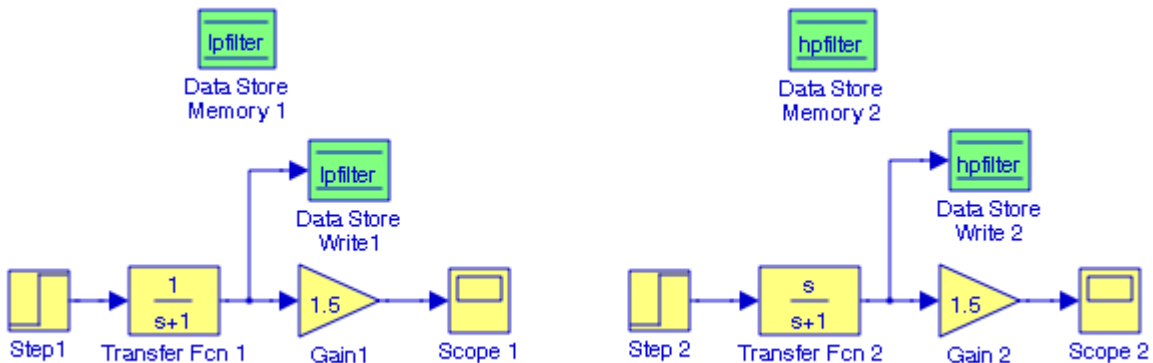 lpfilter
Data Store
Memory 1
lpfilter
Data Store
Write1
1
s+1
1.5
Step1
Transfer Fcn 1
Gain1
Scope 1
hpfilter
Data Store
Memory 2
hpfilter
Data Store
Write 2
s
s+1
1.5
Step 2
Transfer Fcn 2
Gain 2
Scope 2